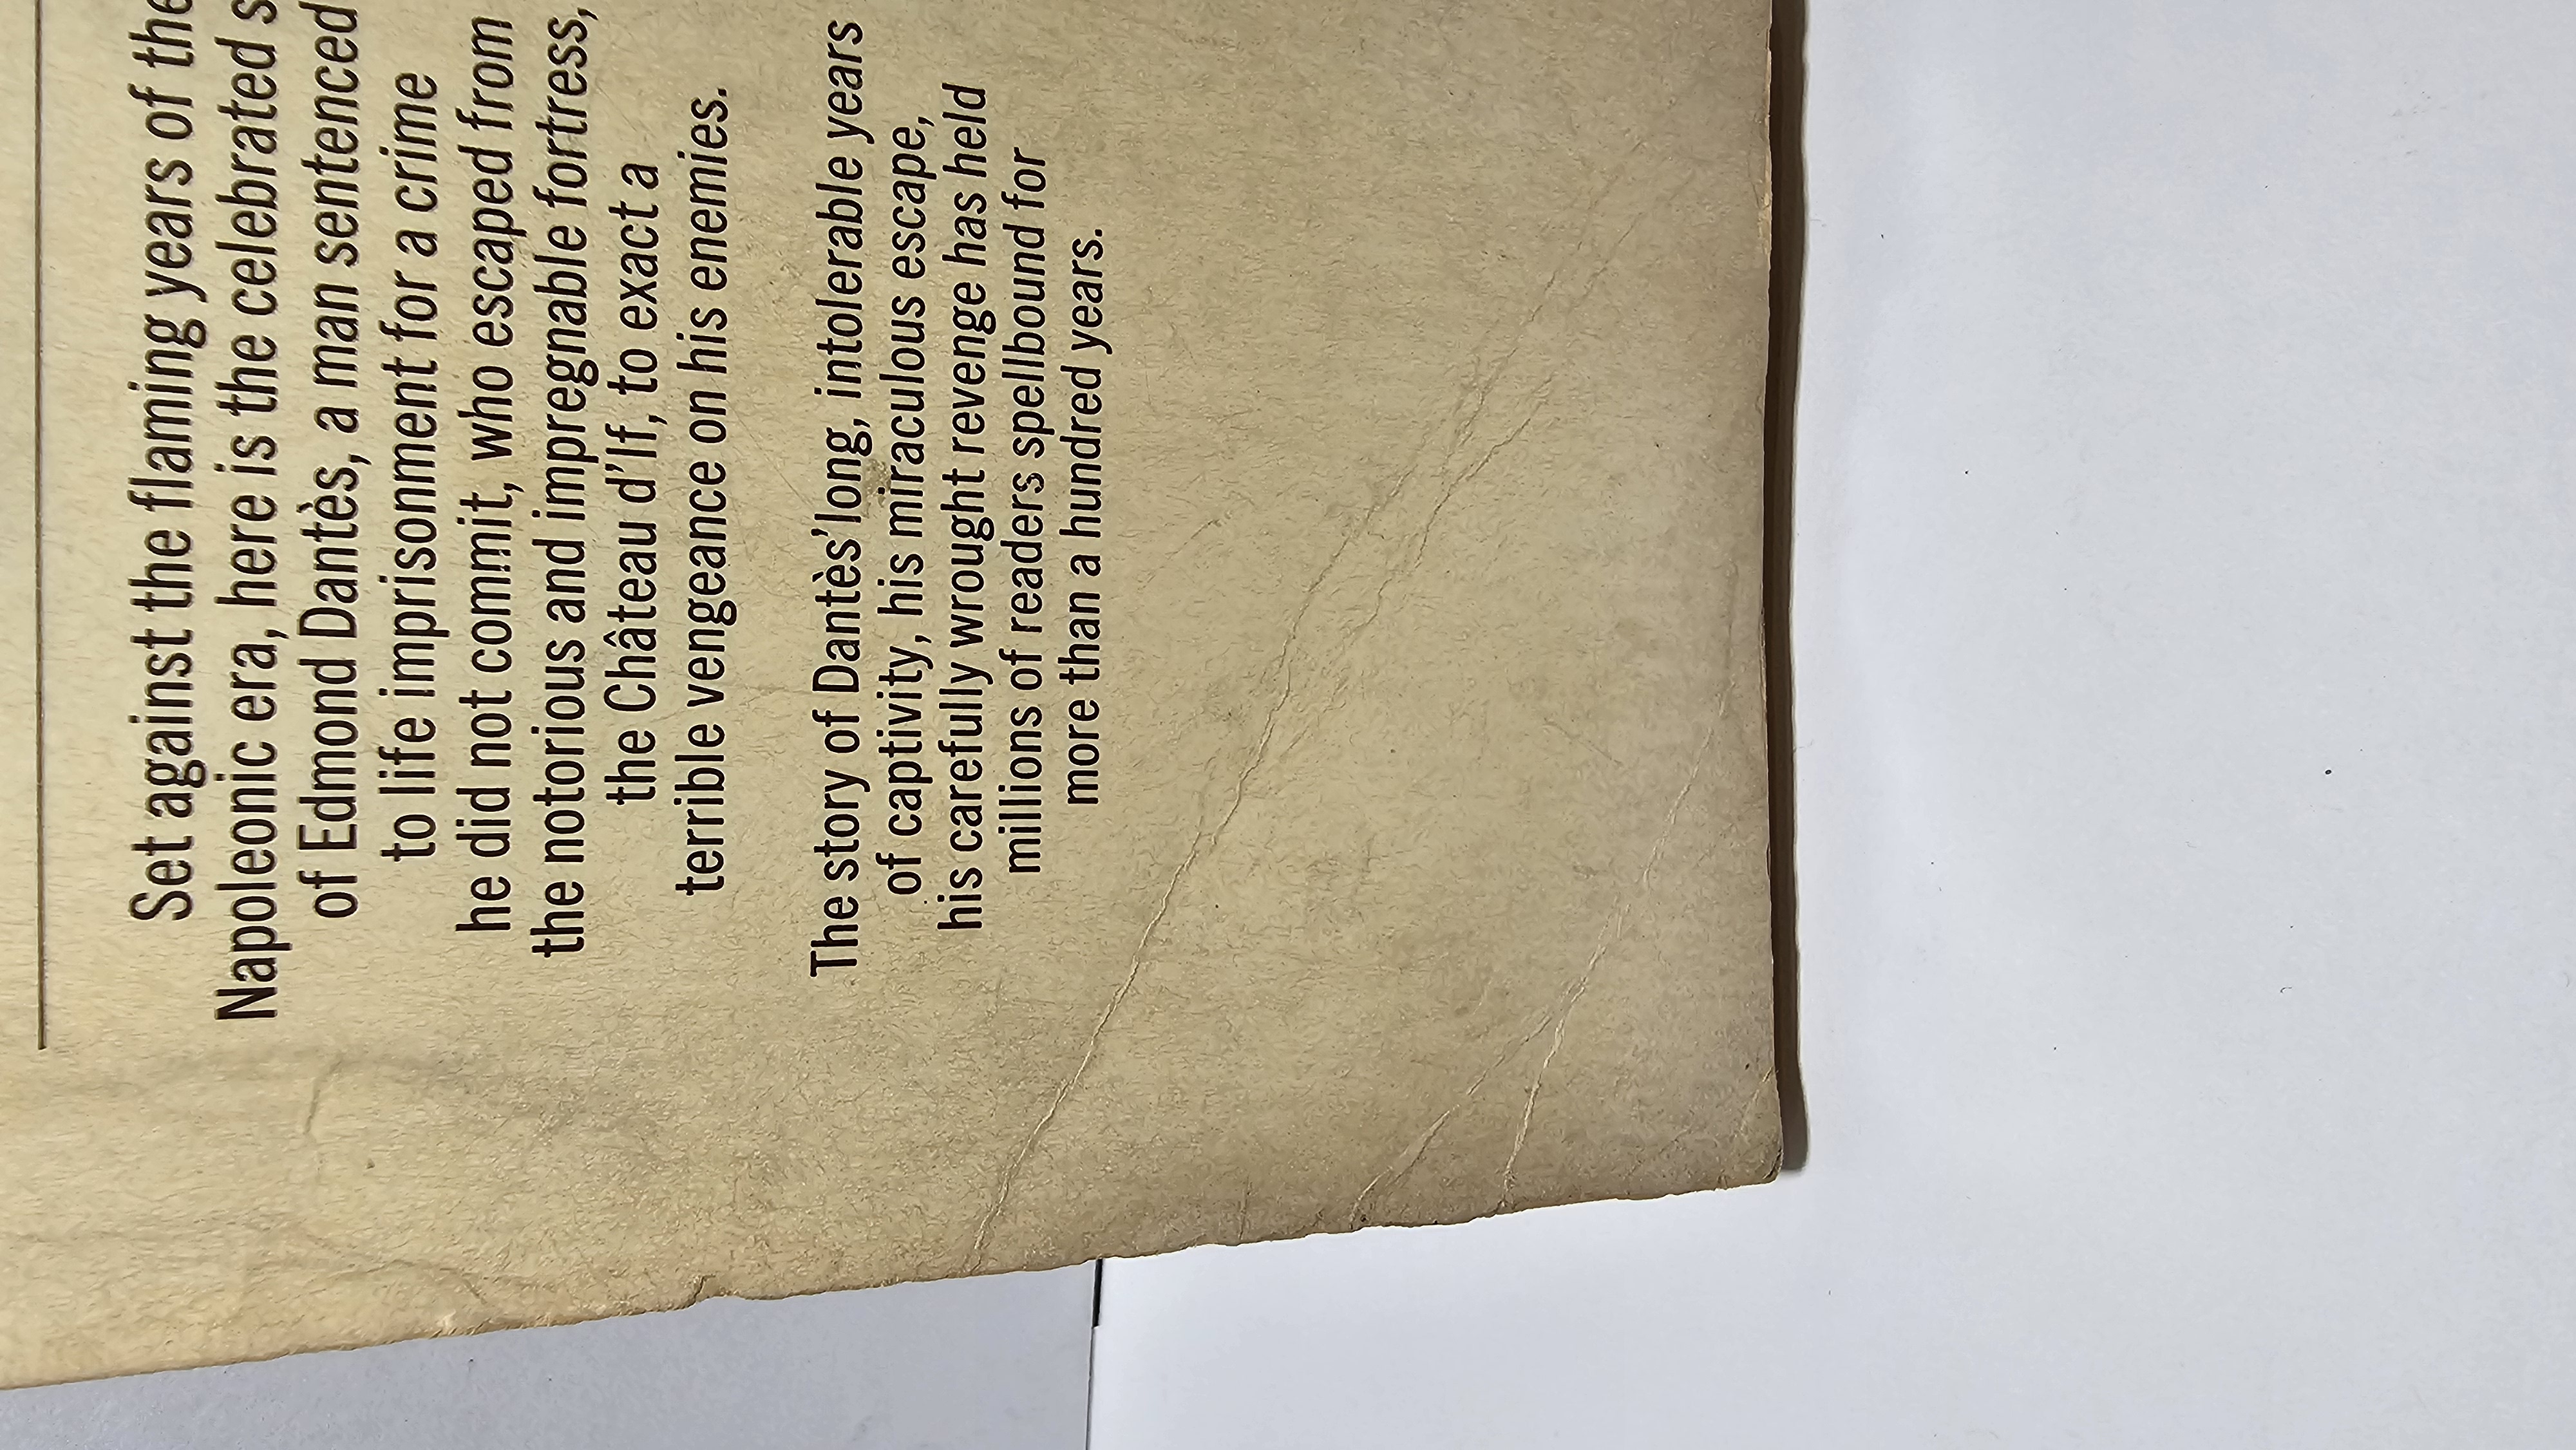 Set against the flaming years of the
Napoleonic era, here is the celebrated
of Edmond Dantès, a man sentenced
to life imprisonment for a crime
he did not commit, who escaped from
the notorious and impregnable fortress,
the Château d'If, to exact a
terrible vengeance on his enemies.
The story of Dantès' long, intolerable years
of captivity, his miraculous escape,
his carefully wrought revenge has held
millions of readers spellbound for
more than a hundred years.